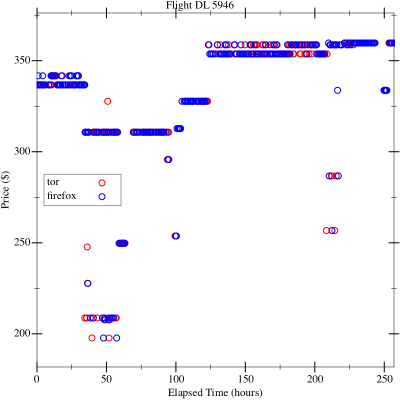 Flight DL 5946
350
300
250
200
Price ($)
tor
firefox
0 50 100 150 200 250
Elapsed Time (hours)